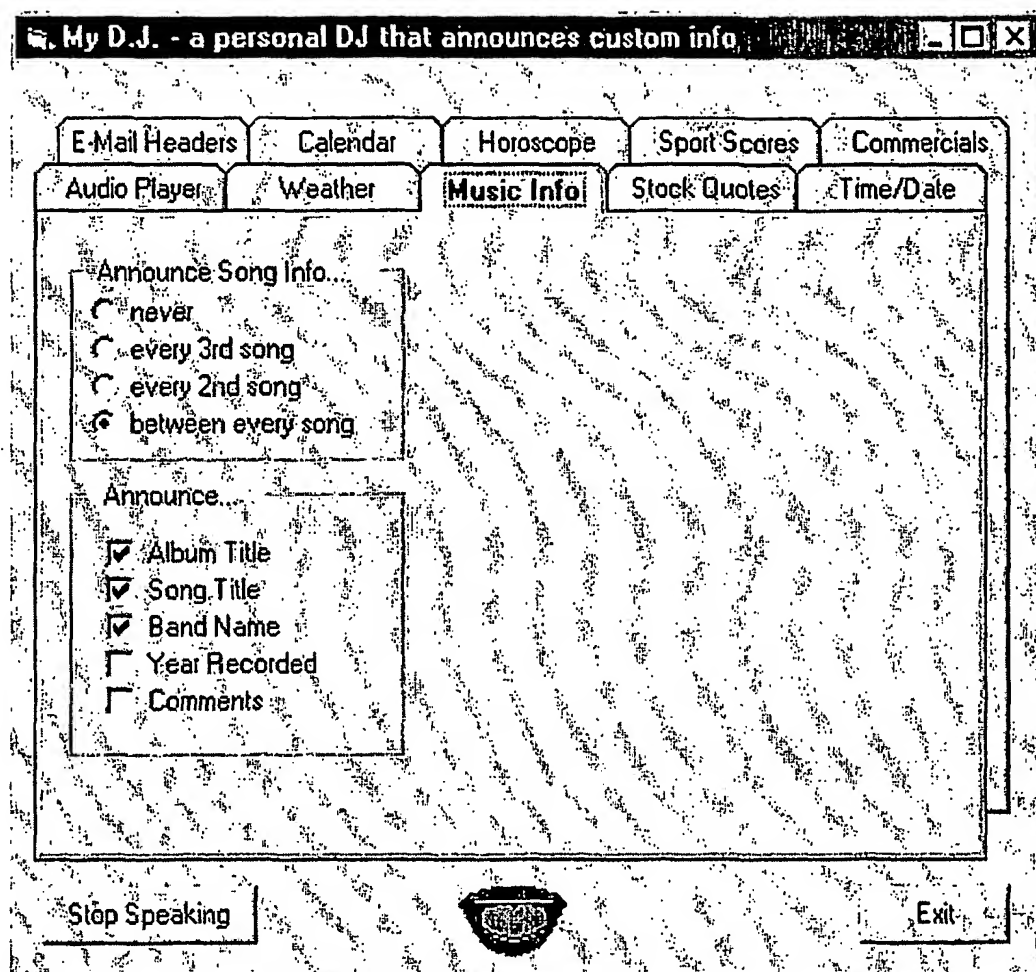 My D.J. - a personal DJ that announces custom info
E-Mail Headers Calendar Horoscope Sport Scores Commercials
Audio Player Weather Music Info Stock Quotes Time/Date
Announce Song Info...
never
every 3rd song
every 2nd song
between every song
Announce...
Album Title
Song Title
Band Name
Year Recorded
Comments
Stop Speaking Exit